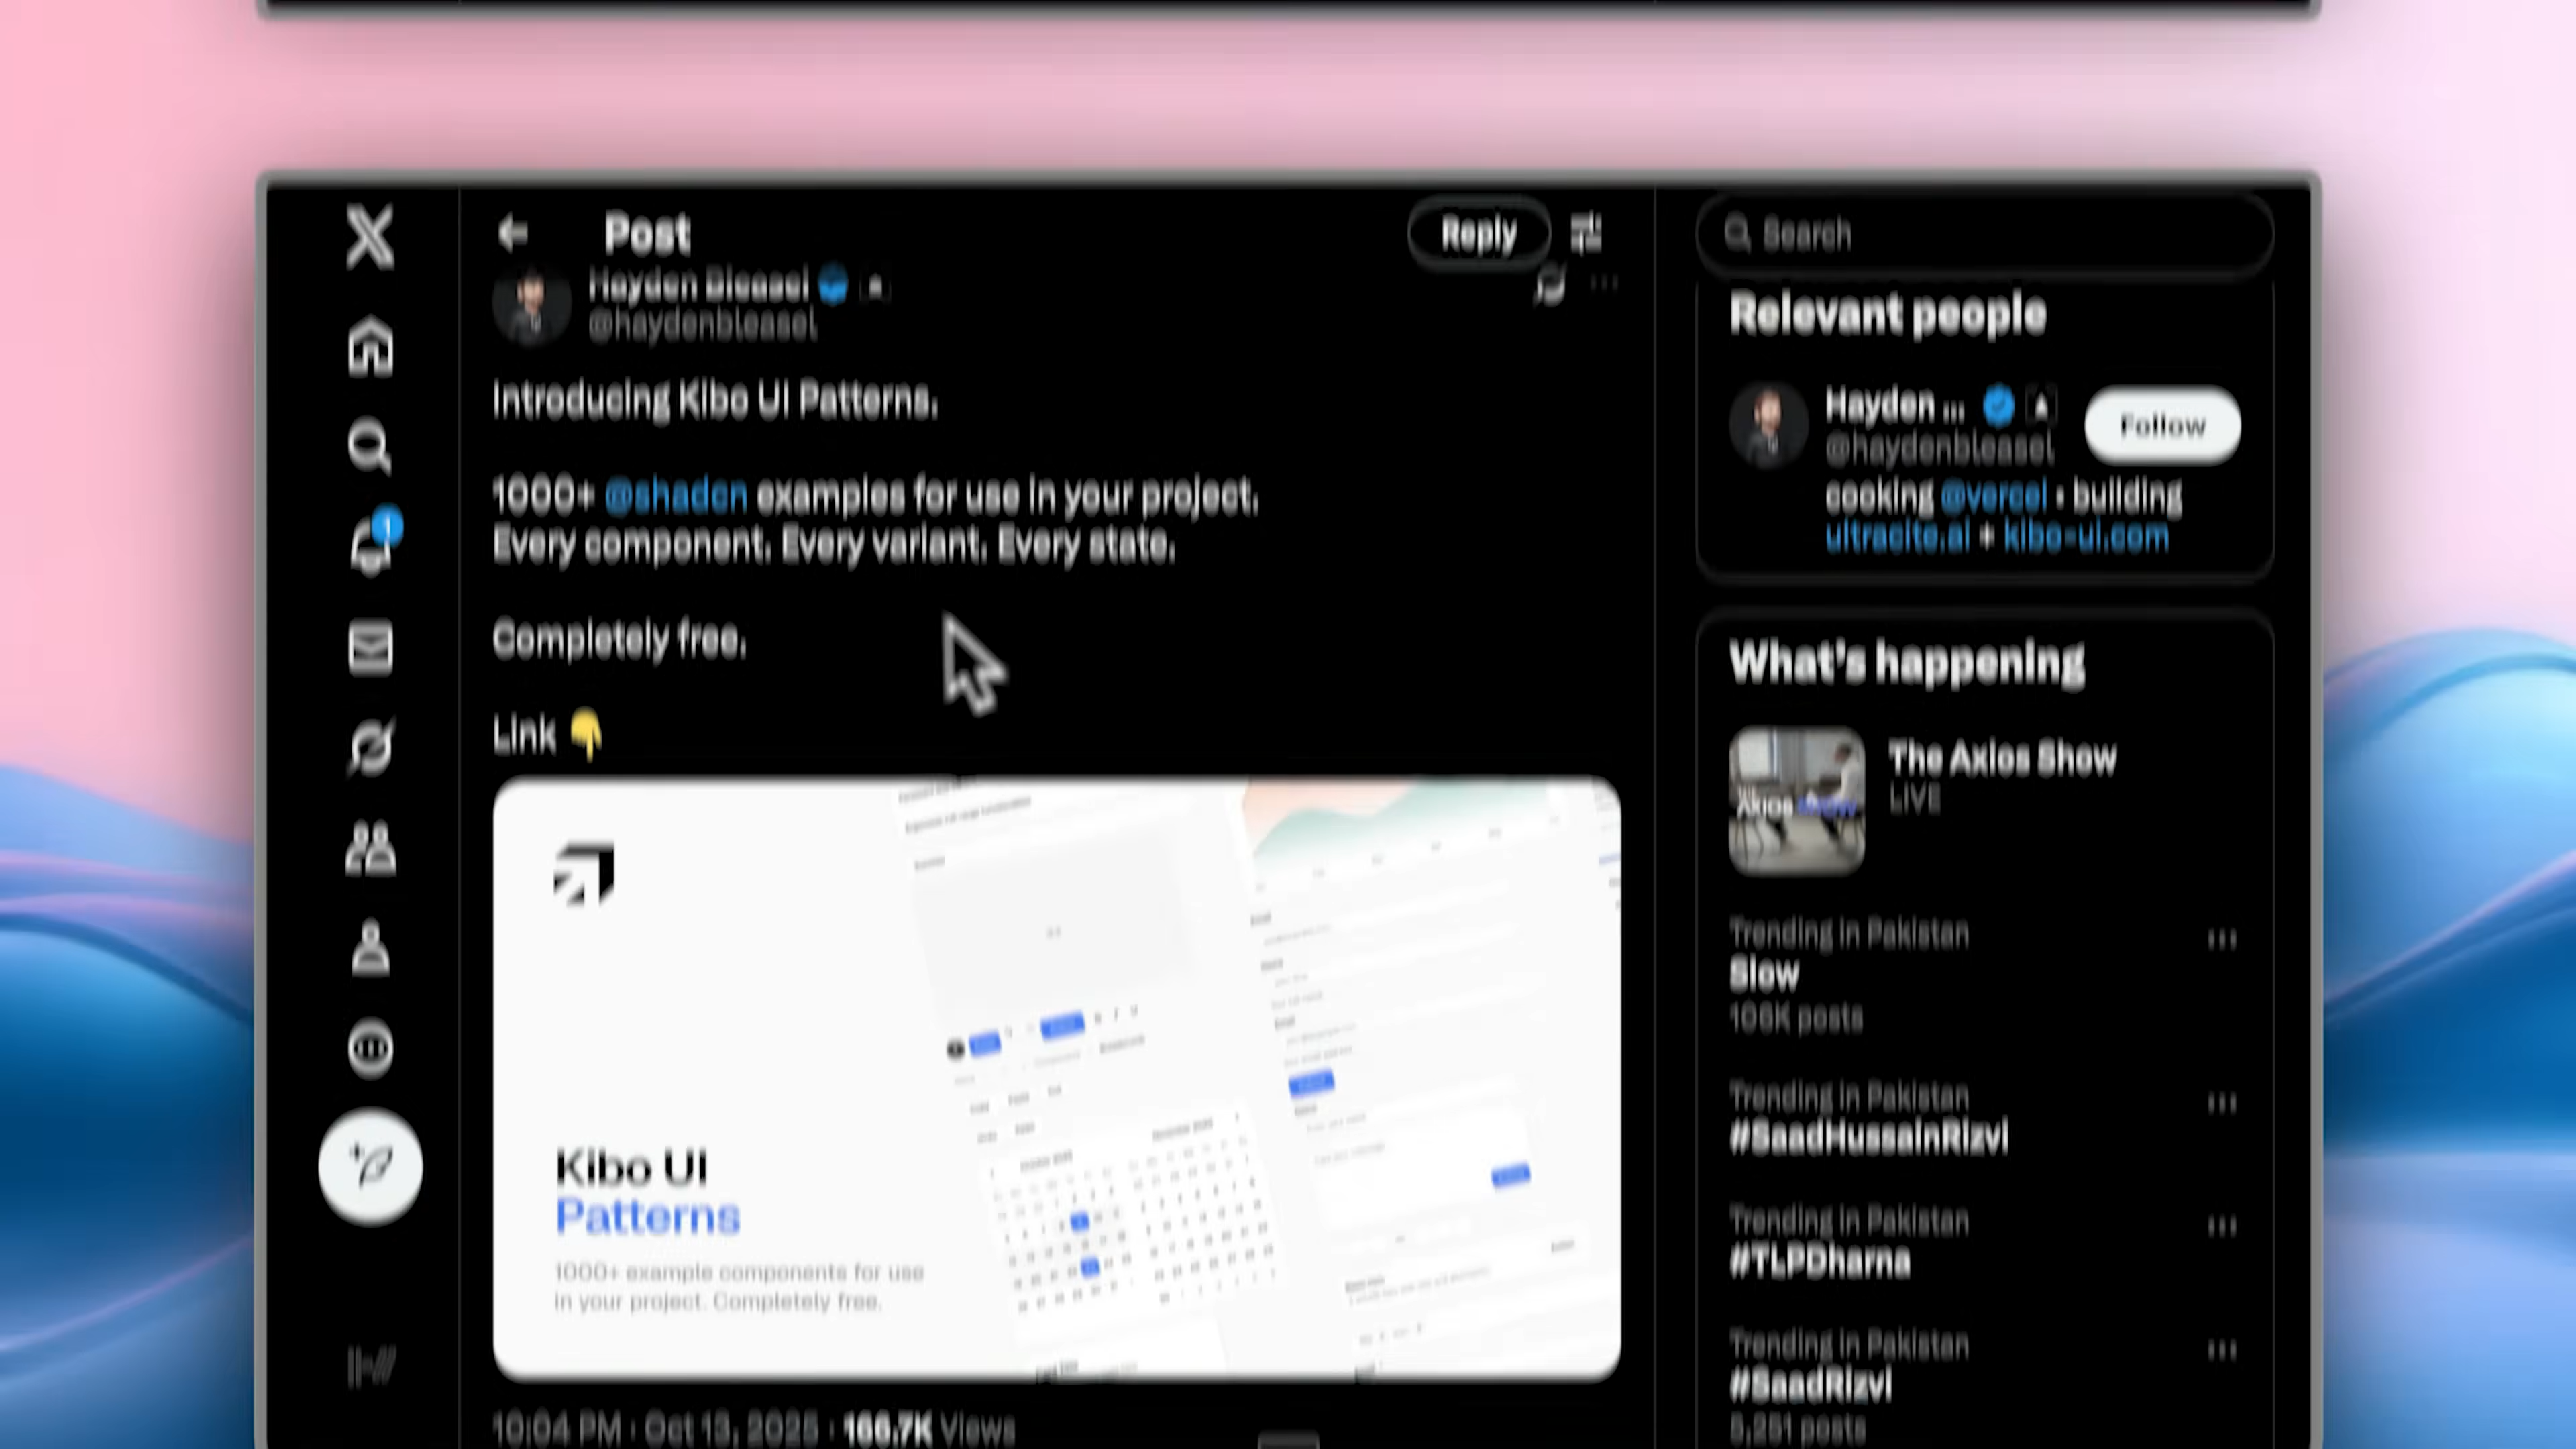 Post
Reply
Search
Hayden Bleasel
@haydenbleasel
Introducing Kibo UI Patterns.
1000+ @shadcn examples for use in your project.
Every component. Every variant. Every state.
Completely free.
Link 👇
Kibo UI
Patterns
1000+ example components for use
in your project. Completely free.
10:04 PM · Oct 13, 2025 · 166.7K Views
Relevant people
Hayden ...
@haydenbleasel
Follow
cooking @vercel • building
ultracite.ai + kibo-ui.com
What's happening
Axios SHOW
The Axios Show
LIVE
Trending in Pakistan
Slow
106K posts
Trending in Pakistan
#SaadHussainRizvi
Trending in Pakistan
#TLPDharna
Trending in Pakistan
#SaadRizvi
5,251 posts
1